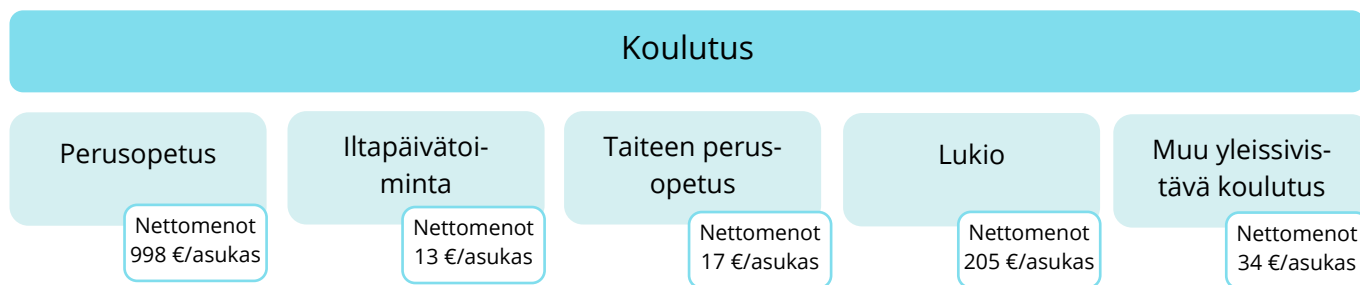 Koulutus
Perusopetus
Nettomenot
998 €/asukas
Iltapäivätoi-
minta
Nettomenot
13 €/asukas
Taiteen perus-
opetus
Nettomenot
17 €/asukas
Lukio
Nettomenot
205 €/asukas
Muu yleissivis-
tävä koulutus
Nettomenot
34 €/asukas